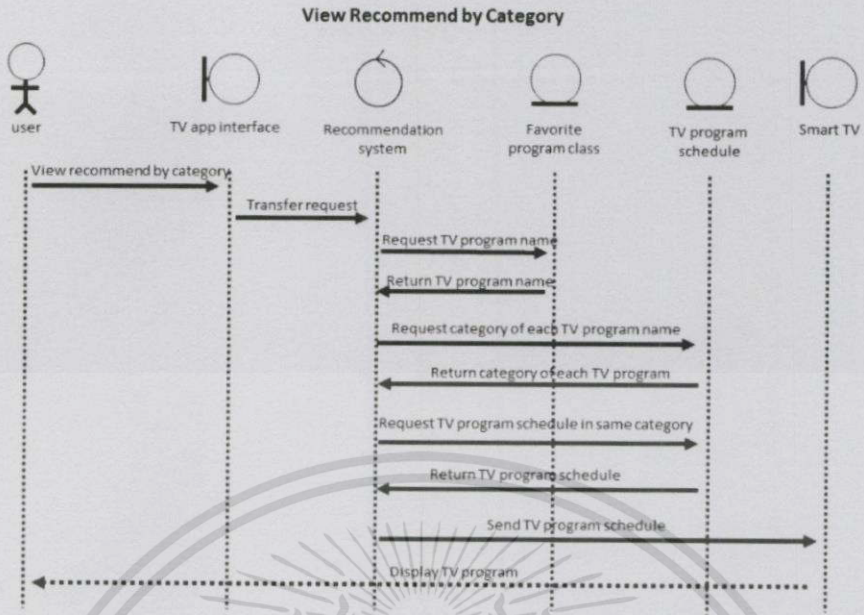 View Recommend by Category
user
TV app interface
Recommendation
system
Favorite
program class
TV program
schedule
Smart TV
View recommend by category
Transfer request
Request TV program name
Return TV program name
Request category of each TV program name
Return category of each TV program
Request TV program schedule in same category
Return TV program schedule
Send TV program schedule
Display TV program